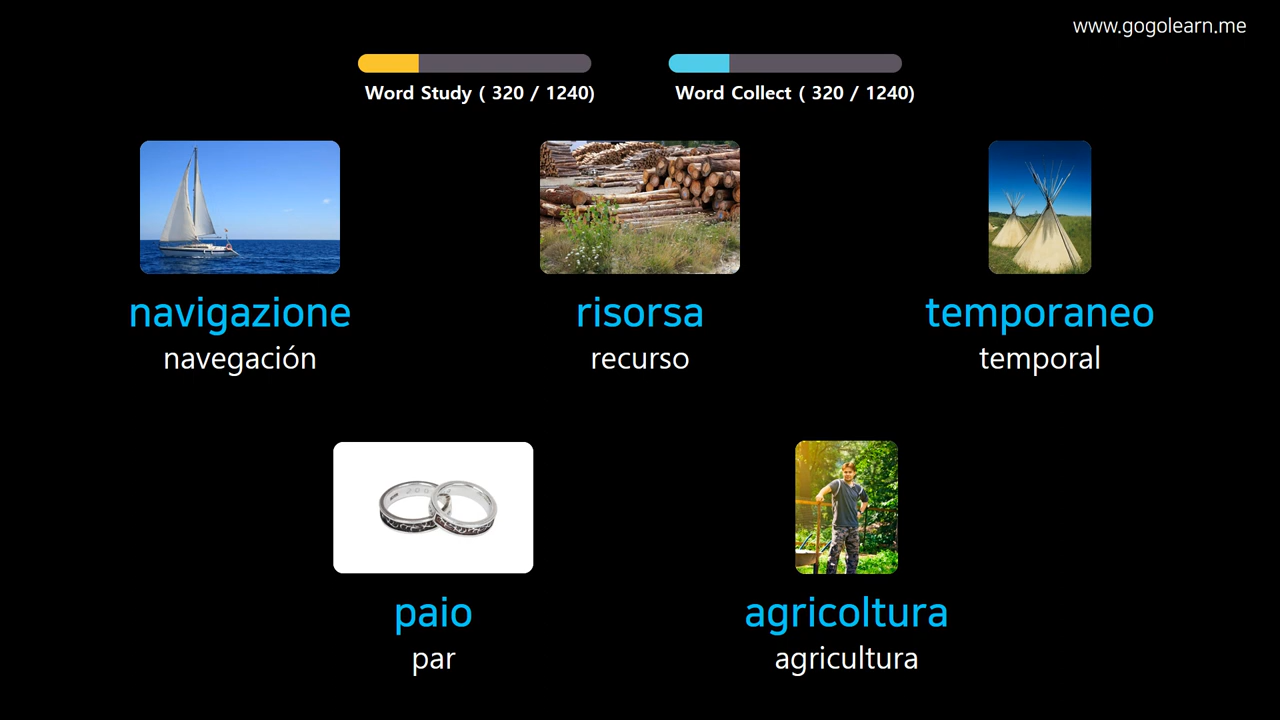 www.gogolearn.me
Word Study ( 320 / 1240)
Word Collect ( 320 / 1240)
navigazione
navegación
risorsa
recurso
temporaneo
temporal
paio
par
agricoltura
agricultura